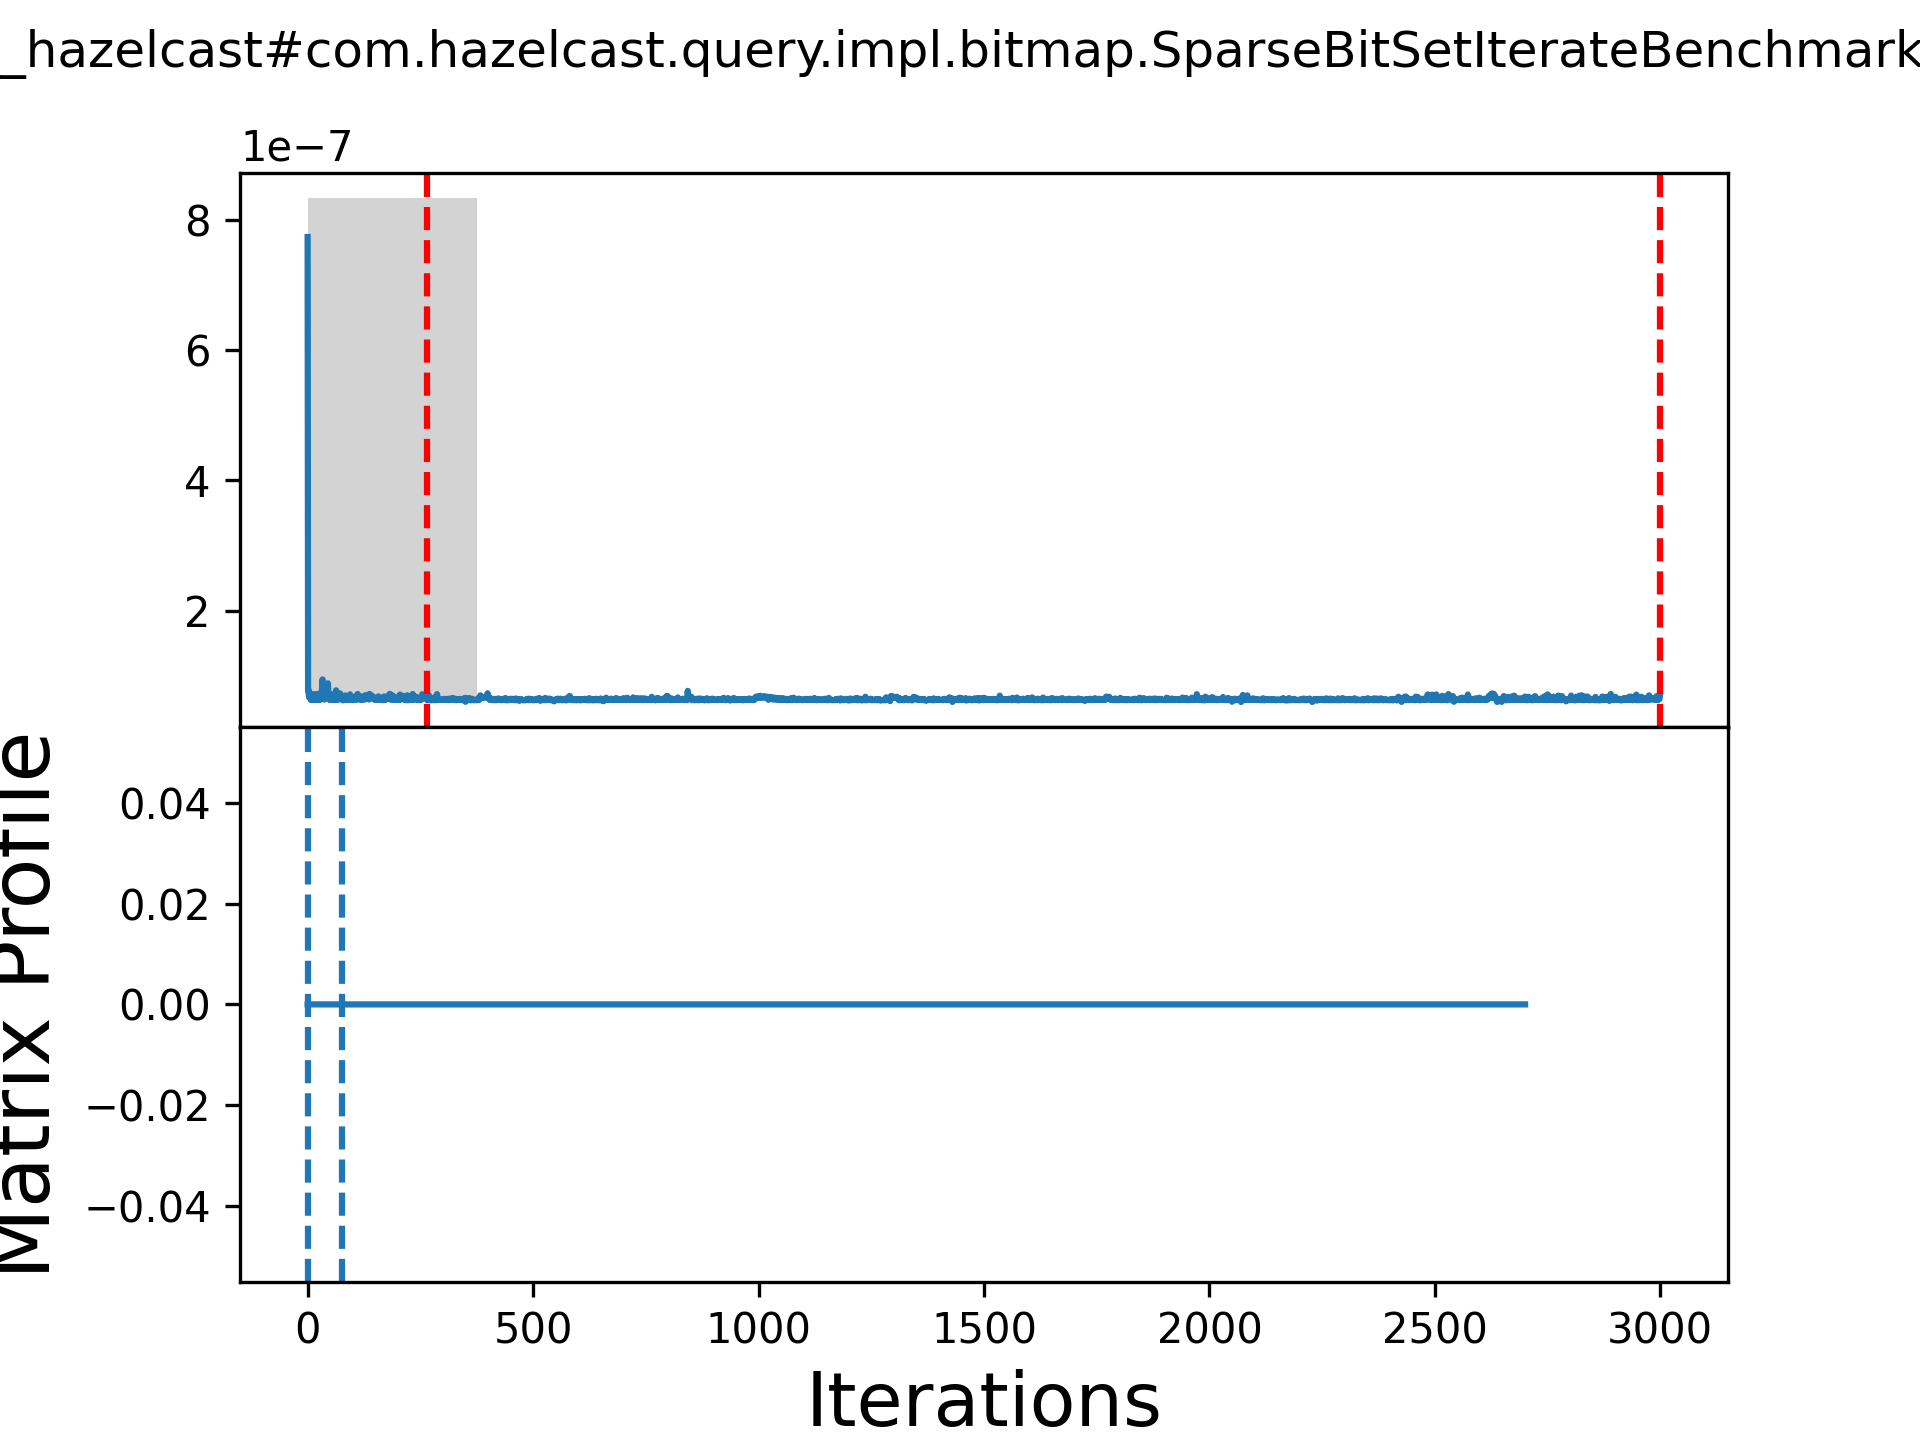 _hazelcast#com.hazelcast.query.impl.bitmap.SparseBitSetIterateBenchmark
1e−7
8
6
4
2
Matrix Profile
0.04
0.02
0.00
−0.02
−0.04
0 500 1000 1500 2000 2500 3000
Iterations